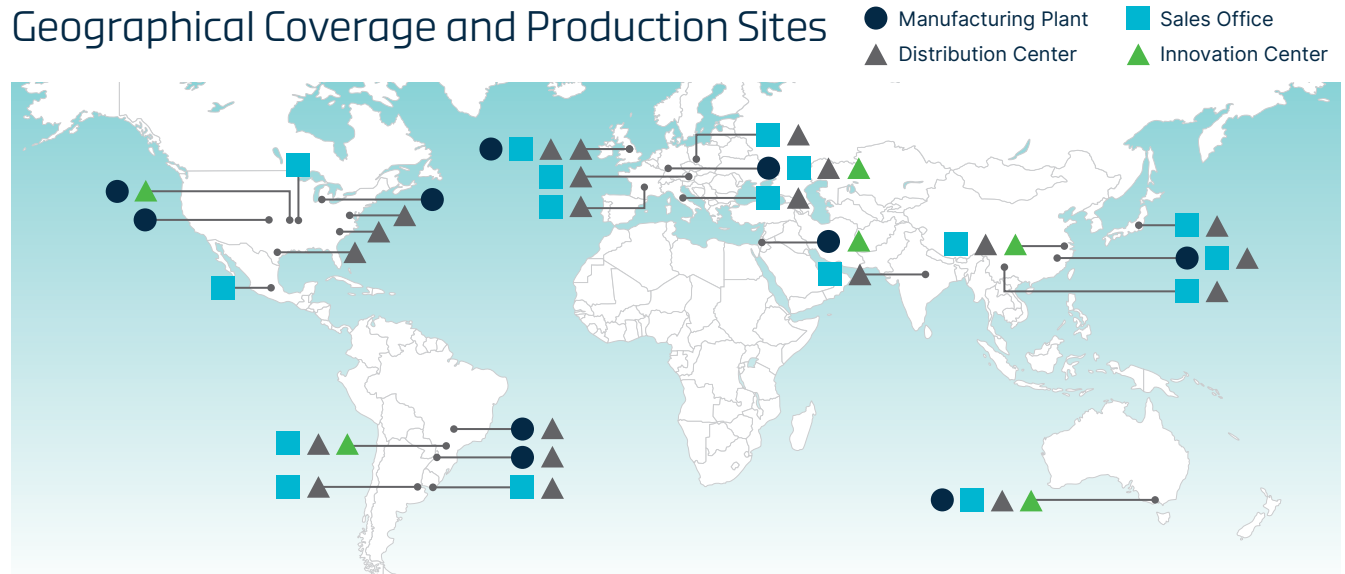 Geographical Coverage and Production Sites
Manufacturing Plant
Sales Office
Distribution Center
Innovation Center